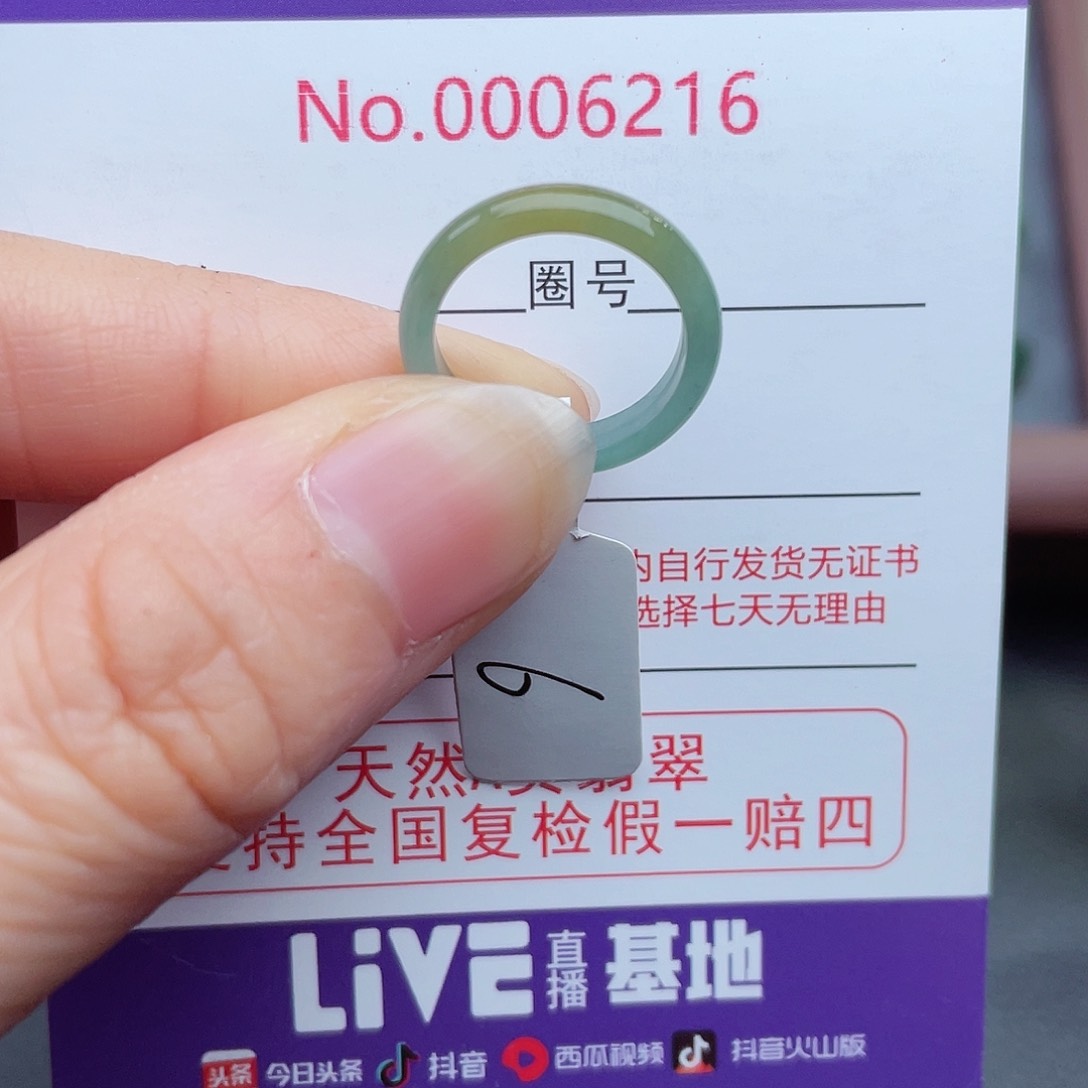 No.0006216
圈号
内自行发货无证书
选择七天无理由
天然A货翡翠
支持全国复检假一赔四
LiVE直播基地
头条 今日头条 抖音 西瓜视频 抖音火山版